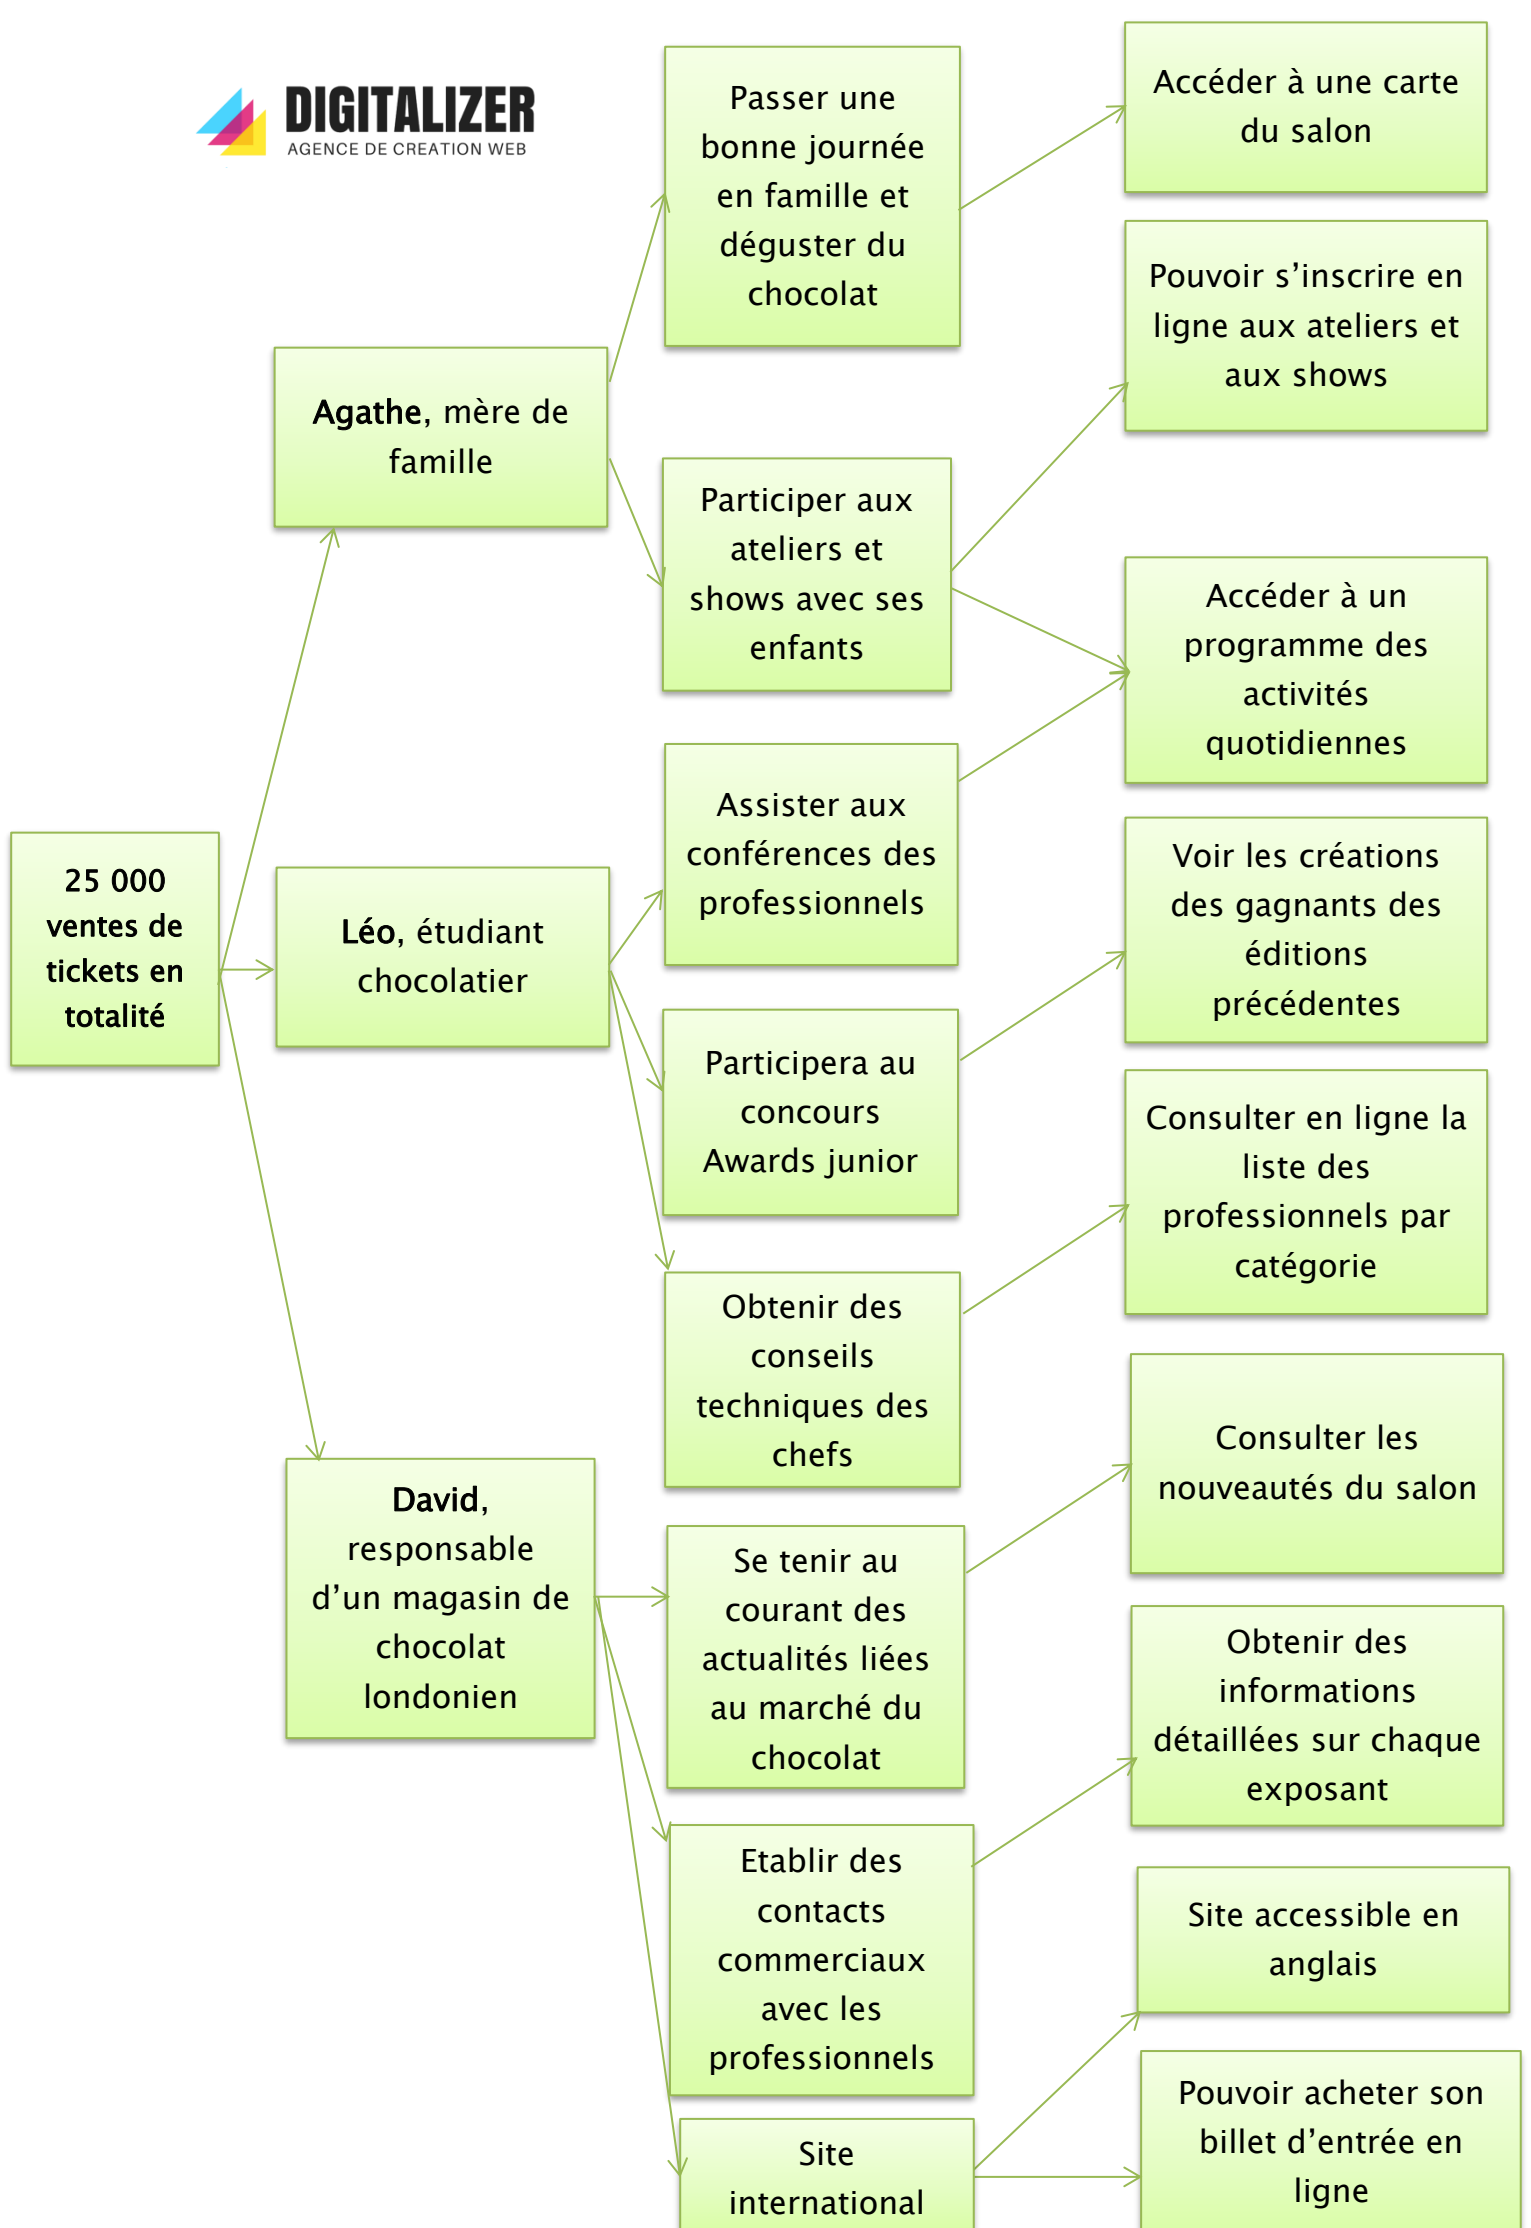 DIGITALIZER
AGENCE DE CREATION WEB
25 000
ventes de
tickets en
totalité
Agathe, mère de
famille
Léo, étudiant
chocolatier
David,
responsable
d’un magasin de
chocolat
londonien
Passer une
bonne journée
en famille et
déguster du
chocolat
Participer aux
ateliers et
shows avec ses
enfants
Assister aux
conférences des
professionnels
Participera au
concours
Awards junior
Obtenir des
conseils
techniques des
chefs
Se tenir au
courant des
actualités liées
au marché du
chocolat
Etablir des
contacts
commerciaux
avec les
professionnels
Site
international
Accéder à une carte
du salon
Pouvoir s’inscrire en
ligne aux ateliers et
aux shows
Accéder à un
programme des
activités
quotidiennes
Voir les créations
des gagnants des
éditions
précédentes
Consulter en ligne la
liste des
professionnels par
catégorie
Consulter les
nouveautés du salon
Obtenir des
informations
détaillées sur chaque
exposant
Site accessible en
anglais
Pouvoir acheter son
billet d’entrée en
ligne